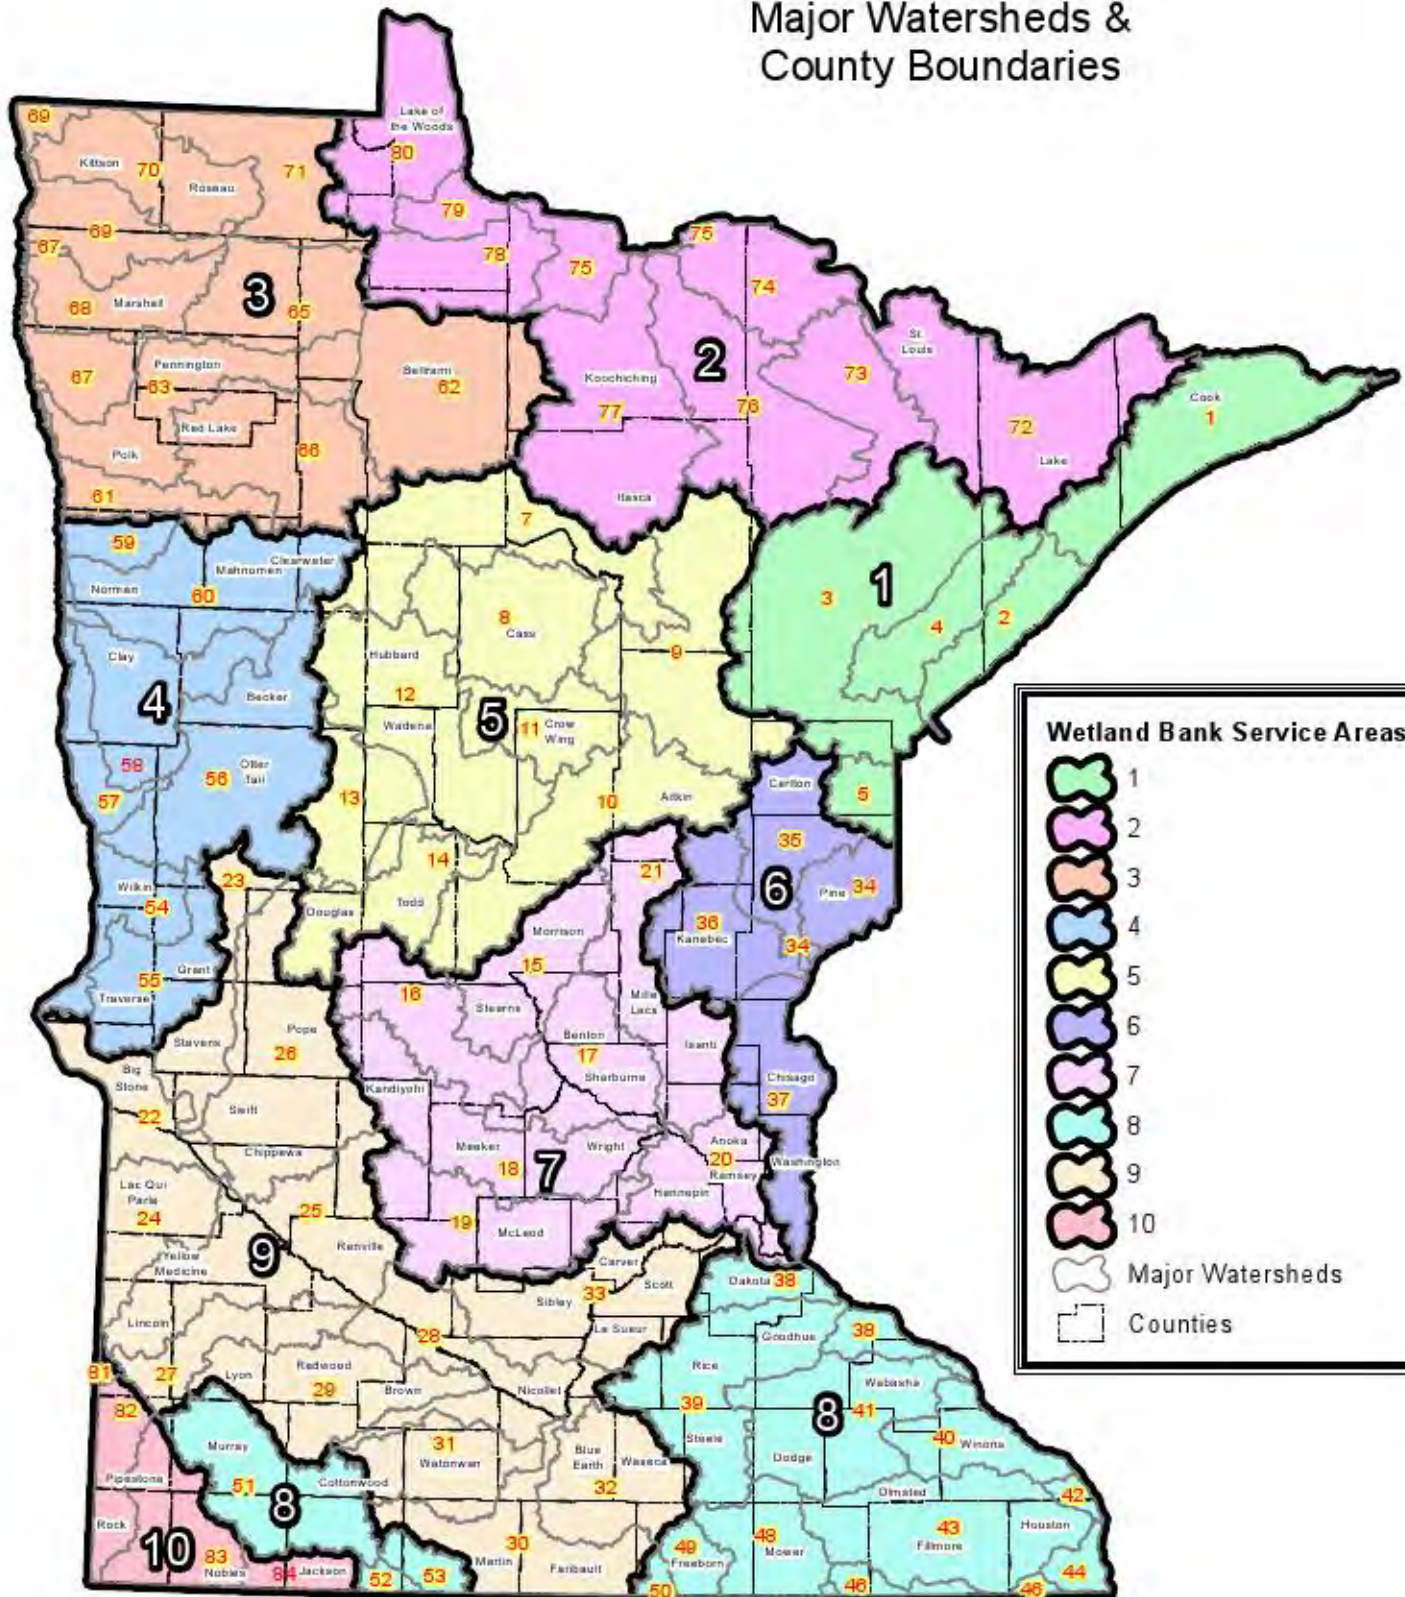 Major Watersheds &
County Boundaries
Lake of
the Woods
69
80
Kittson
70
71
Roseau
79
69
67
75
78
75
74
3
68
Marshall
65
St.
Louis
Pennington
2
67
63
Beltrami
62
Koochiching
73
Cook
1
77
76
Red Lake
72
66
Lake
Polk
61
Itasca
7
59
Clearwater
Mahnomen
Norman
60
1
3
8
Cass
4
2
9
Clay
Hubbard
12
Becker
4
5
11
Crow
Wing
Wadena
58
Otter
Tail
56
57
13
10
Aitkin
Carlton
5
35
14
21
6
Pine
34
23
Wilkin
54
Douglas
Todd
36
Kanabec
34
Morrison
15
55
Grant
Traverse
16
Stearns
Mille
Lacs
Stevens
Pope
26
Benton
17
Isanti
Sherburne
Big
Stone
Kandiyohi
Chisago
37
22
Swift
Chippewa
Meeker
18
7
Wright
Anoka
20
Ramsey
Washington
Lac Qui
Parle
24
Hennepin
25
19
McLeod
Renville
9
Yellow
Medicine
Carver
Scott
Dakota
38
33
Sibley
Lincoln
Le Sueur
28
Goodhue
38
81
27
Lyon
Redwood
29
Brown
Nicollet
Rice
Wabasha
82
39
8
41
Murray
31
Watonwan
Blue
Earth
Waseca
Steele
40
Winona
Dodge
Pipestone
51
Cottonwood
32
8
Olmsted
42
Rock
10
83
Nobles
84
Jackson
52
53
Martin
30
Faribault
49
Freeborn
50
48
Mower
43
Fillmore
Houston
46
46
44
Wetland Bank Service Areas
1
2
3
4
5
6
7
8
9
10
Major Watersheds
Counties